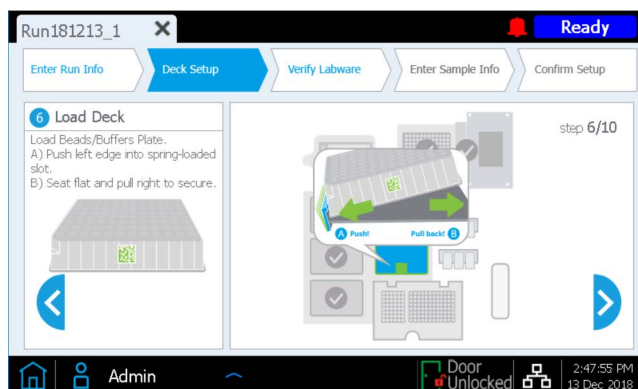 Run181213_1
Ready
Enter Run Info
Deck Setup
Verify Labware
Enter Sample Info
Confirm Setup
6 Load Deck
Load Beads/Buffers Plate.
A) Push left edge into spring-loaded
slot.
B) Seat flat and pull right to secure.
step 6/10
A Push!
Pull back! B
Admin
Door
Unlocked
2:47:55 PM
13 Dec 2018